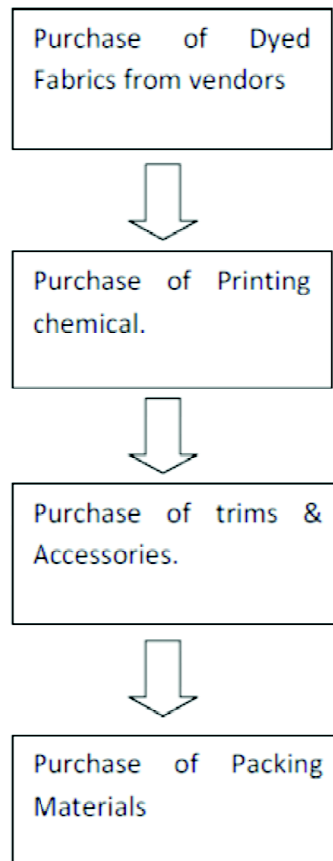 Purchase of Dyed
Fabrics from vendors
Purchase of Printing
chemical.
Purchase of trims &
Accessories.
Purchase of Packing
Materials